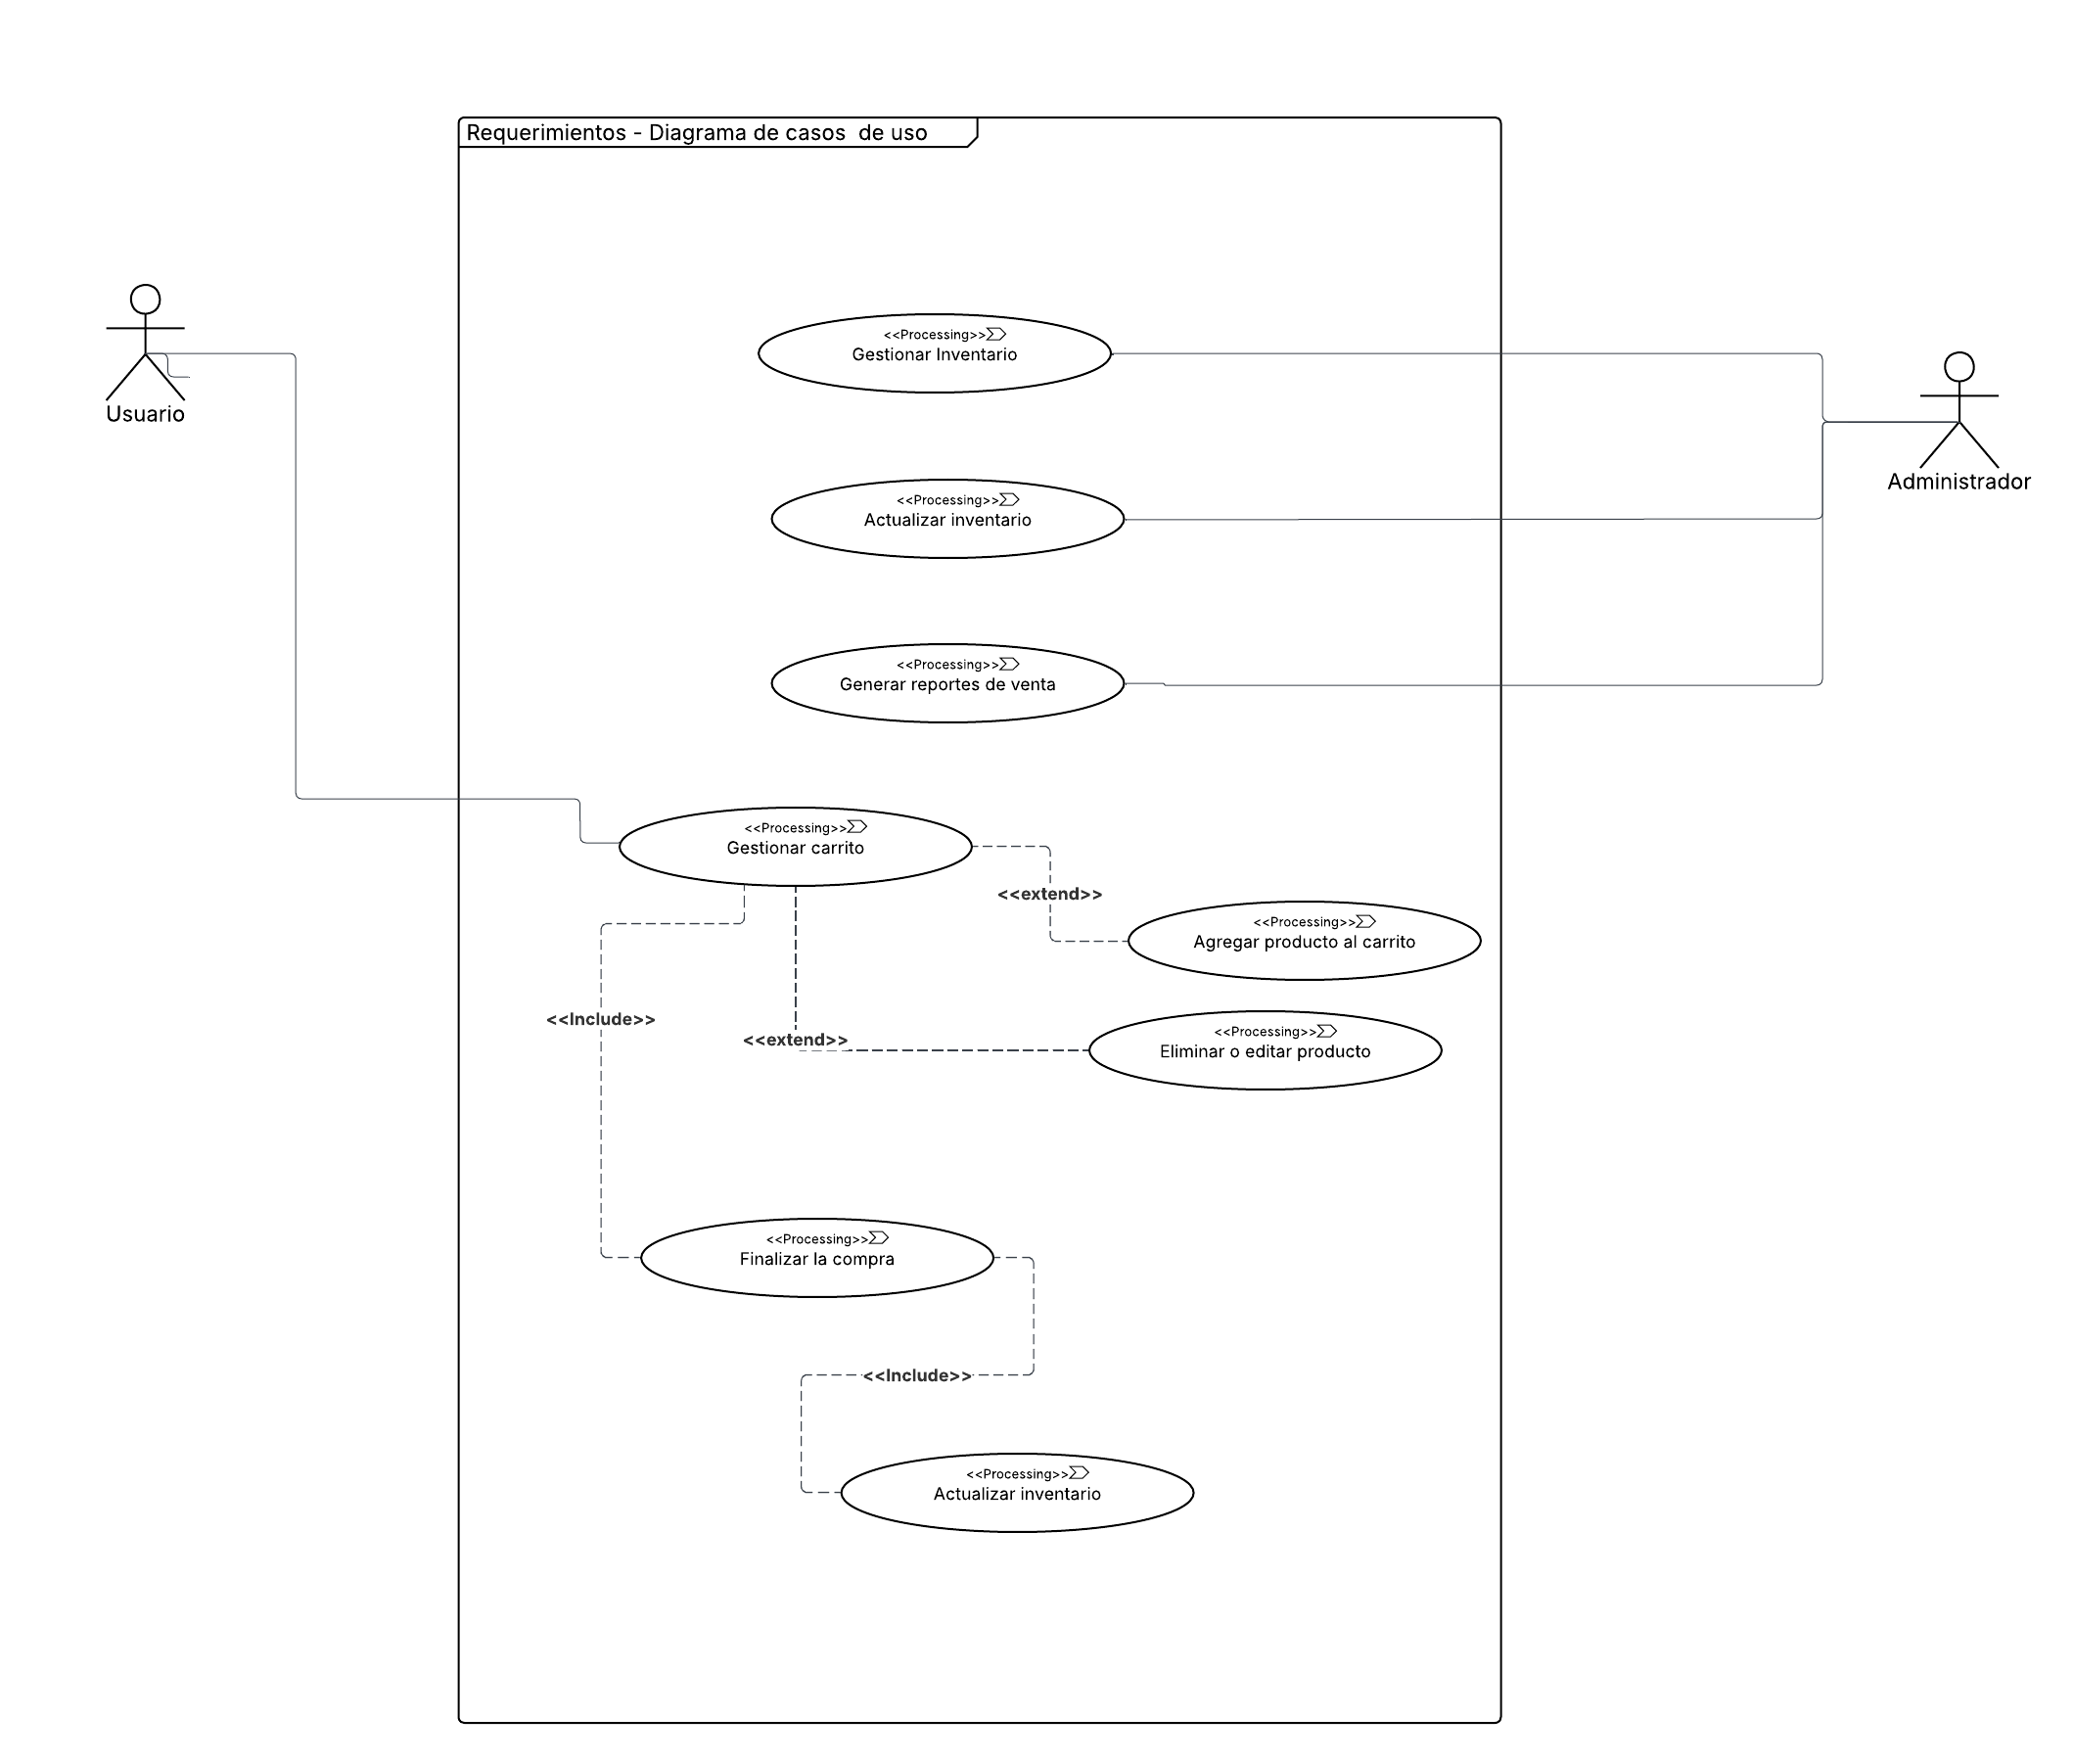 Requerimientos - Diagrama de casos  de uso
<<Processing>>
Gestionar Inventario
Usuario
Administrador
<<Processing>>
Actualizar inventario
<<Processing>>
Generar reportes de venta
<<Processing>>
Gestionar carrito
<<extend>>
<<Processing>>
Agregar producto al carrito
<<Include>>
<<extend>>
<<Processing>>
Eliminar o editar producto
<<Processing>>
Finalizar la compra
<<Include>>
<<Processing>>
Actualizar inventario